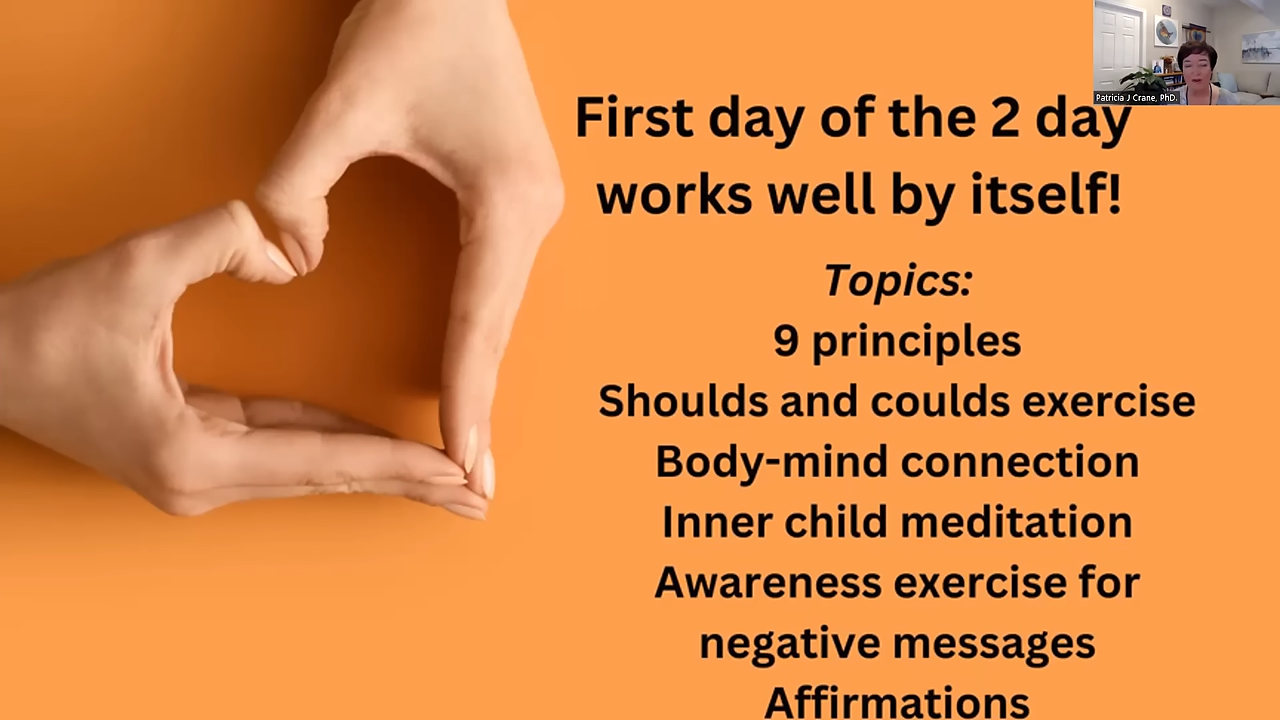 Patricia J Crane, PhD.
First day of the 2 day
works well by itself!
Topics:
9 principles
Shoulds and coulds exercise
Body-mind connection
Inner child meditation
Awareness exercise for
negative messages
Affirmations